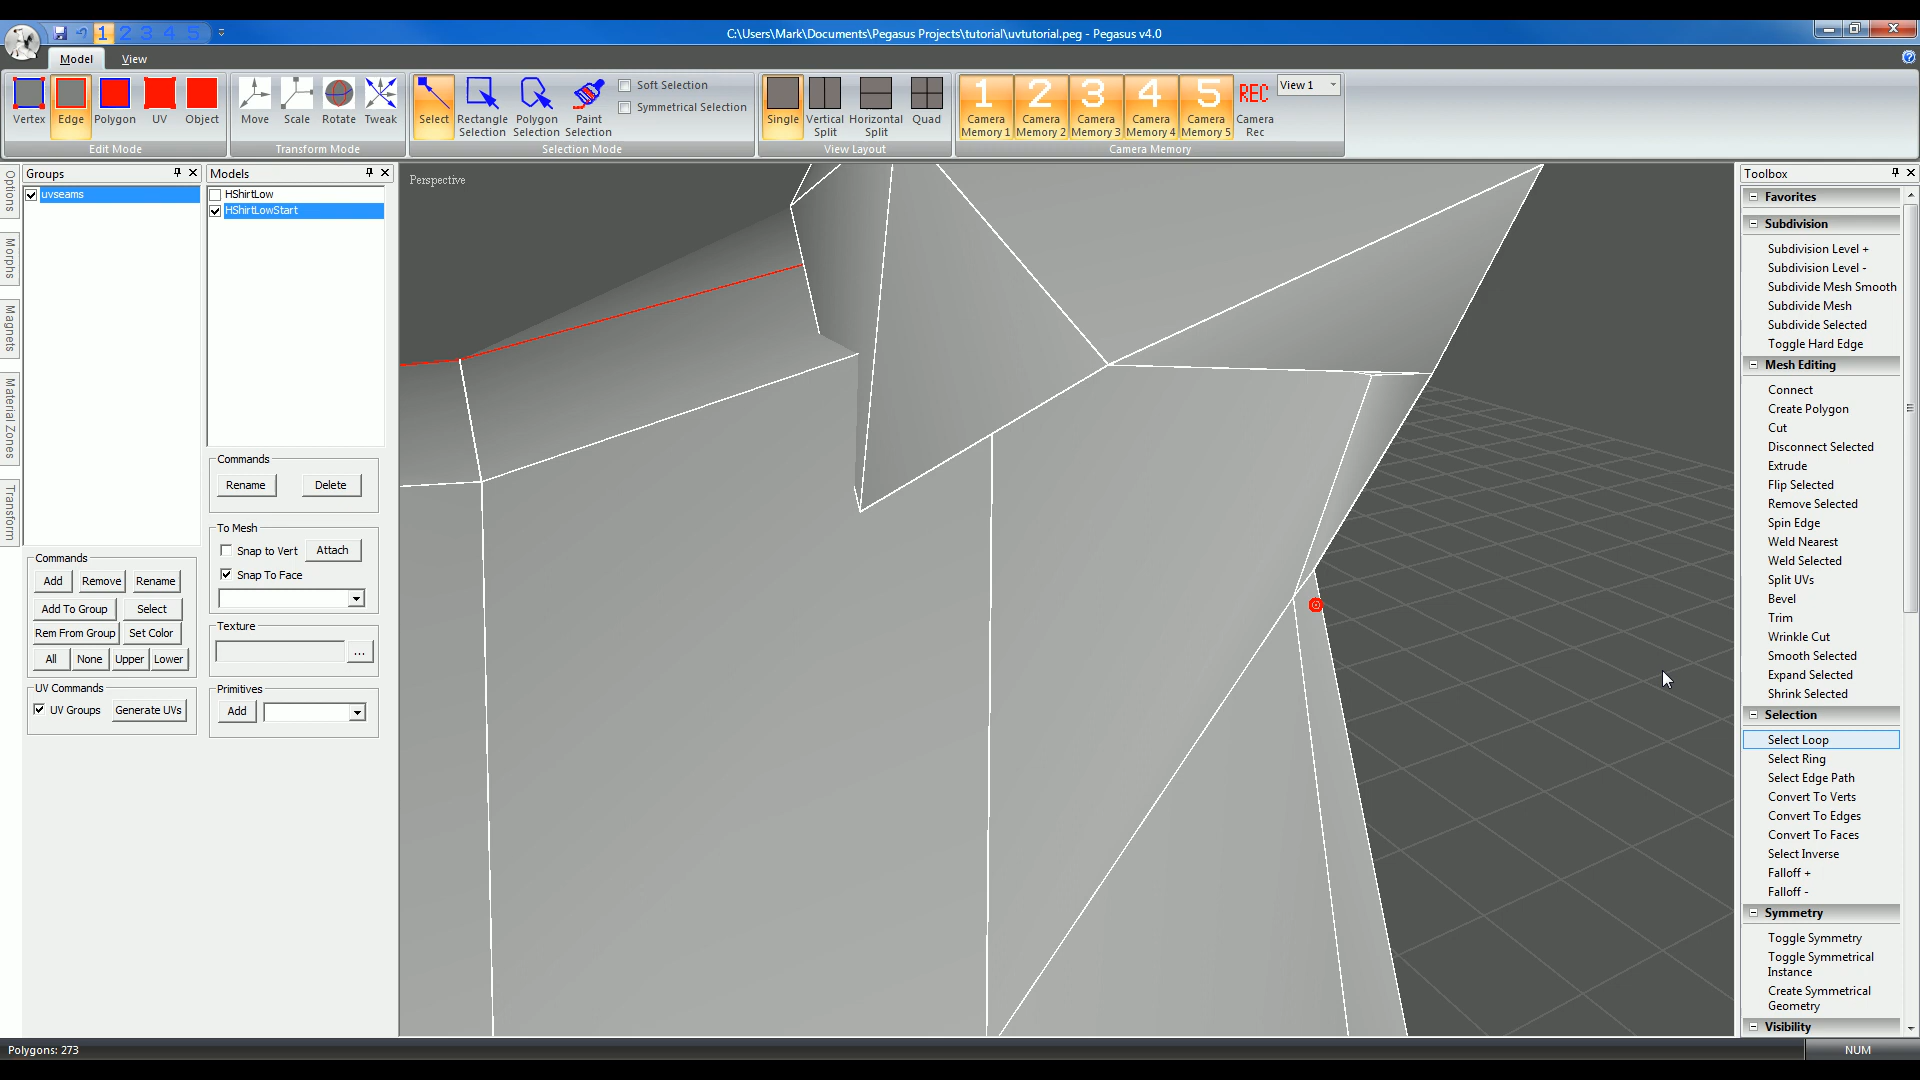 1 2 3 4 5
C:\Users\Mark\Documents\Pegasus Projects\tutorial\uvtutorial.peg - Pegasus v4.0
Model View
Vertex Edge Polygon UV Object
Edit Mode
Move Scale Rotate Tweak
Transform Mode
Select Rectangle Selection Polygon Selection Paint Selection
Soft Selection
Symmetrical Selection
Selection Mode
Single Vertical Split Horizontal Split Quad
View Layout
1 2 3 4 5 REC View 1
Camera Memory 1 Camera Memory 2 Camera Memory 3 Camera Memory 4 Camera Memory 5 Camera Rec
Camera Memory
Options
Morphs
Magnets
Material Zones
Transform
Groups
uvseams
Commands
Add Remove Rename
Add To Group Select
Rem From Group Set Color
All None Upper Lower
UV Commands
UV Groups Generate UVs
Models
HShirtLow
HShirtLowStart
Commands
Rename Delete
To Mesh
Snap to Vert Attach
Snap To Face
Texture
...
Primitives
Add
Perspective
Toolbox
Favorites
Subdivision
Subdivision Level +
Subdivision Level -
Subdivide Mesh Smooth
Subdivide Mesh
Subdivide Selected
Toggle Hard Edge
Mesh Editing
Connect
Create Polygon
Cut
Disconnect Selected
Extrude
Flip Selected
Remove Selected
Spin Edge
Weld Nearest
Weld Selected
Split UVs
Bevel
Trim
Wrinkle Cut
Smooth Selected
Expand Selected
Shrink Selected
Selection
Select Loop
Select Ring
Select Edge Path
Convert To Verts
Convert To Edges
Convert To Faces
Select Inverse
Falloff +
Falloff -
Symmetry
Toggle Symmetry
Toggle Symmetrical
Instance
Create Symmetrical
Geometry
Visibility
Polygons: 273
NUM